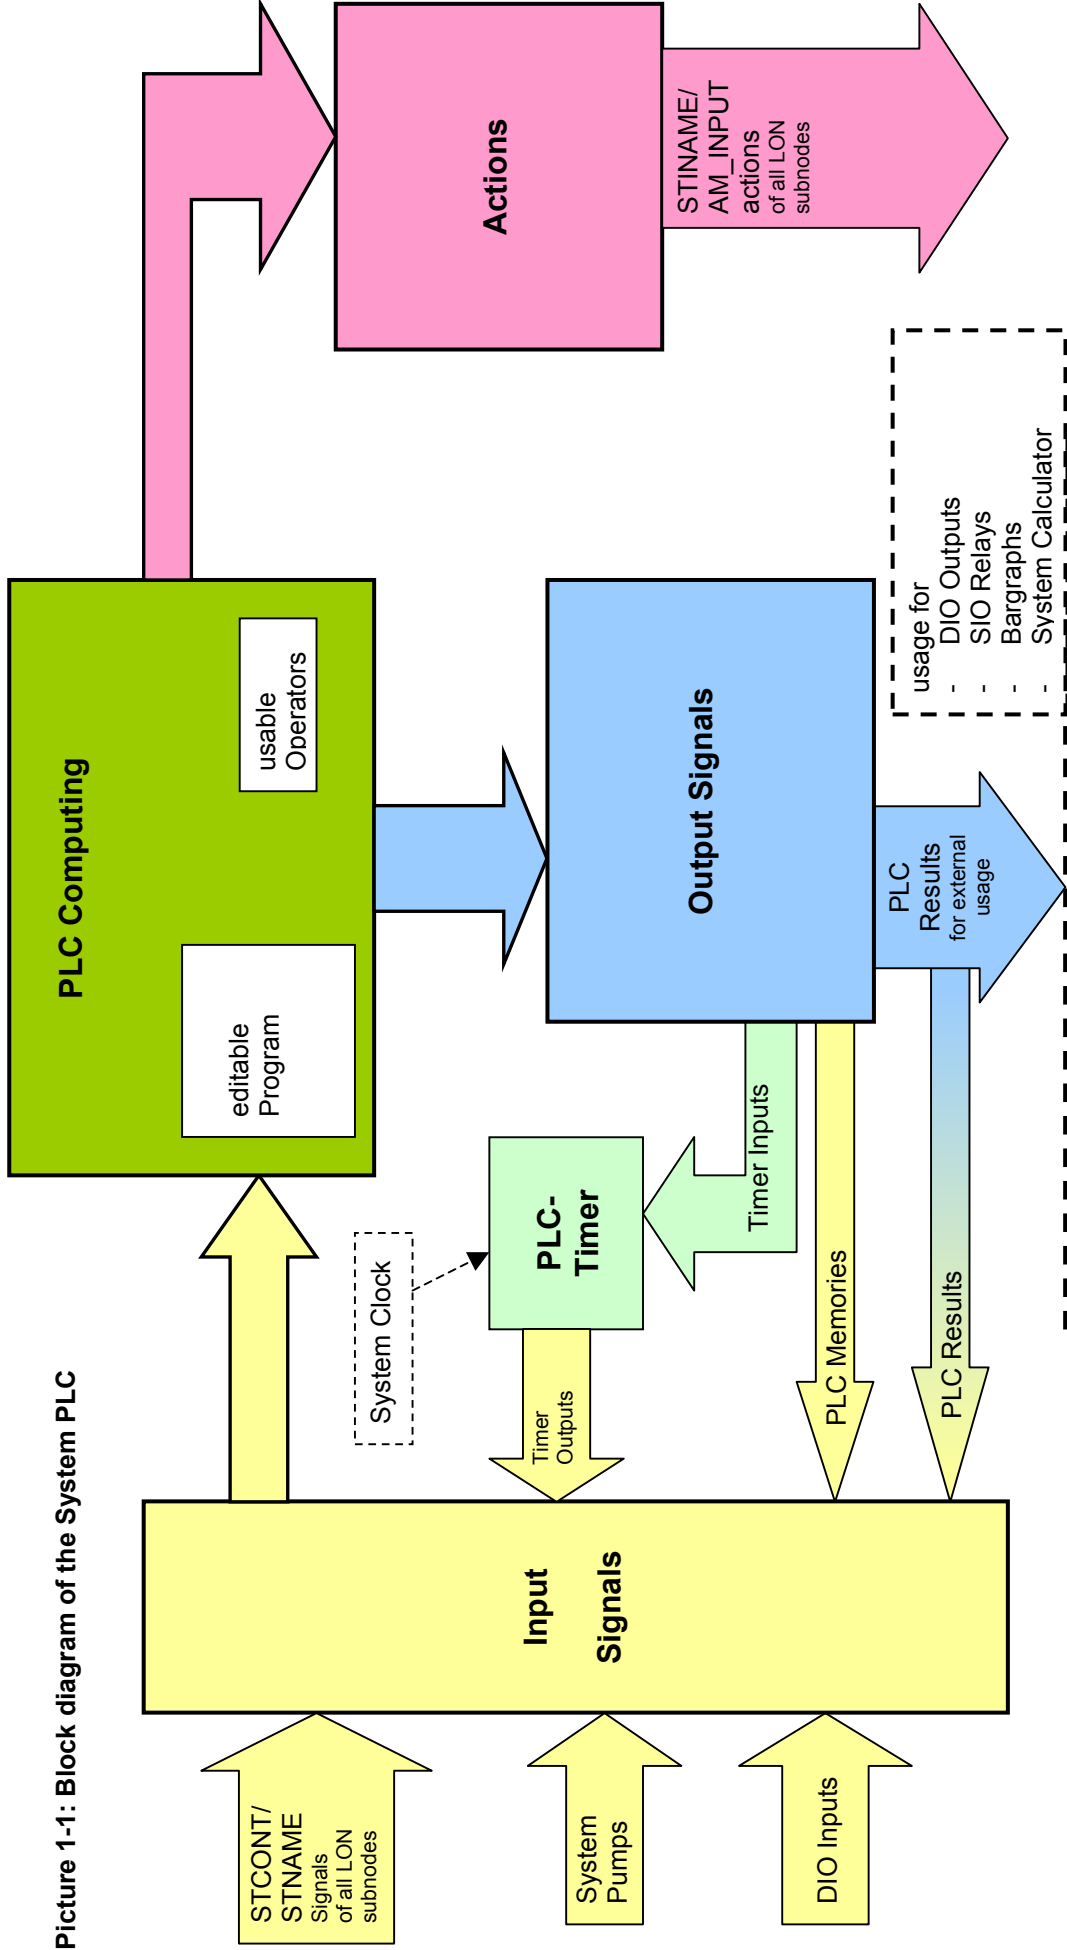 Picture 1-1: Block diagram of the System PLC
STCONT/
STNAME
Signals
of all LON
subnodes
System
Pumps
DIO Inputs
Input
Signals
Timer
Outputs
PLC Memories
PLC Results
System Clock
PLC-
Timer
Timer Inputs
PLC Computing
editable
Program
usable
Operators
Output Signals
PLC
Results
for external
usage
usage for
- DIO Outputs
- SIO Relays
- Bargraphs
- System Calculator
Actions
STINAME/
AM_INPUT
actions
of all LON
subnodes